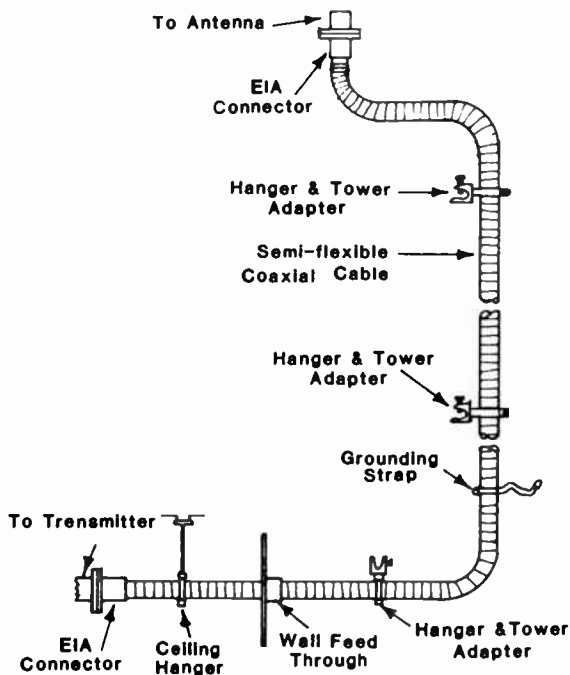 To Antenna
EIA
Connector
Hanger & Tower
Adapter
Semi-flexible
Coaxial Cable
Hanger & Tower
Adapter
Grounding
Strap
To Trensmitter
EIA
Connector
Ceiling
Hanger
Wall Feed
Through
Hanger &Tower
Adapter